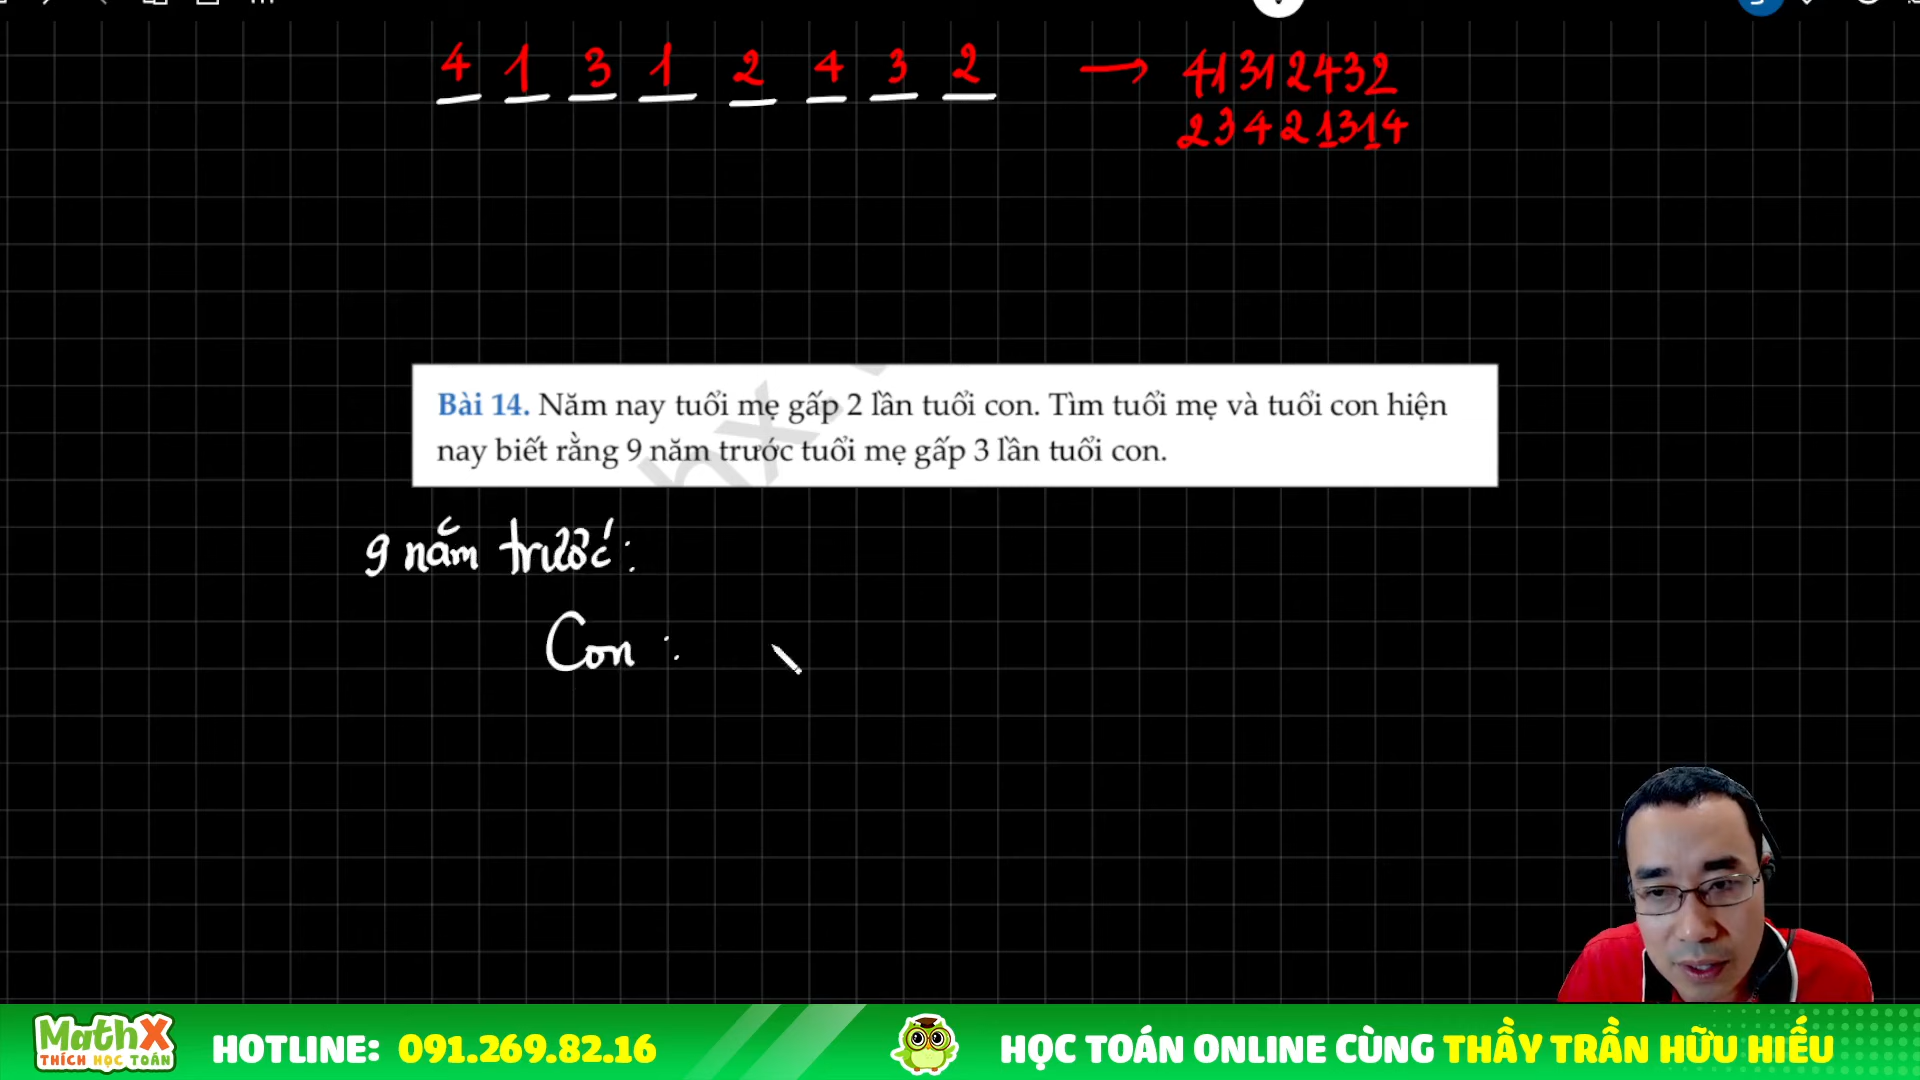 4 1 3 1 2 4 3 2 → 41312432
23421314
Bài 14. Năm nay tuổi mẹ gấp 2 lần tuổi con. Tìm tuổi mẹ và tuổi con hiện
nay biết rằng 9 năm trước tuổi mẹ gấp 3 lần tuổi con.
9 năm trước:
Con :
MathX
THÍCH HỌC TOÁN
HOTLINE: 091.269.82.16
HỌC TOÁN ONLINE CÙNG THẦY TRẦN HỮU HIẾU